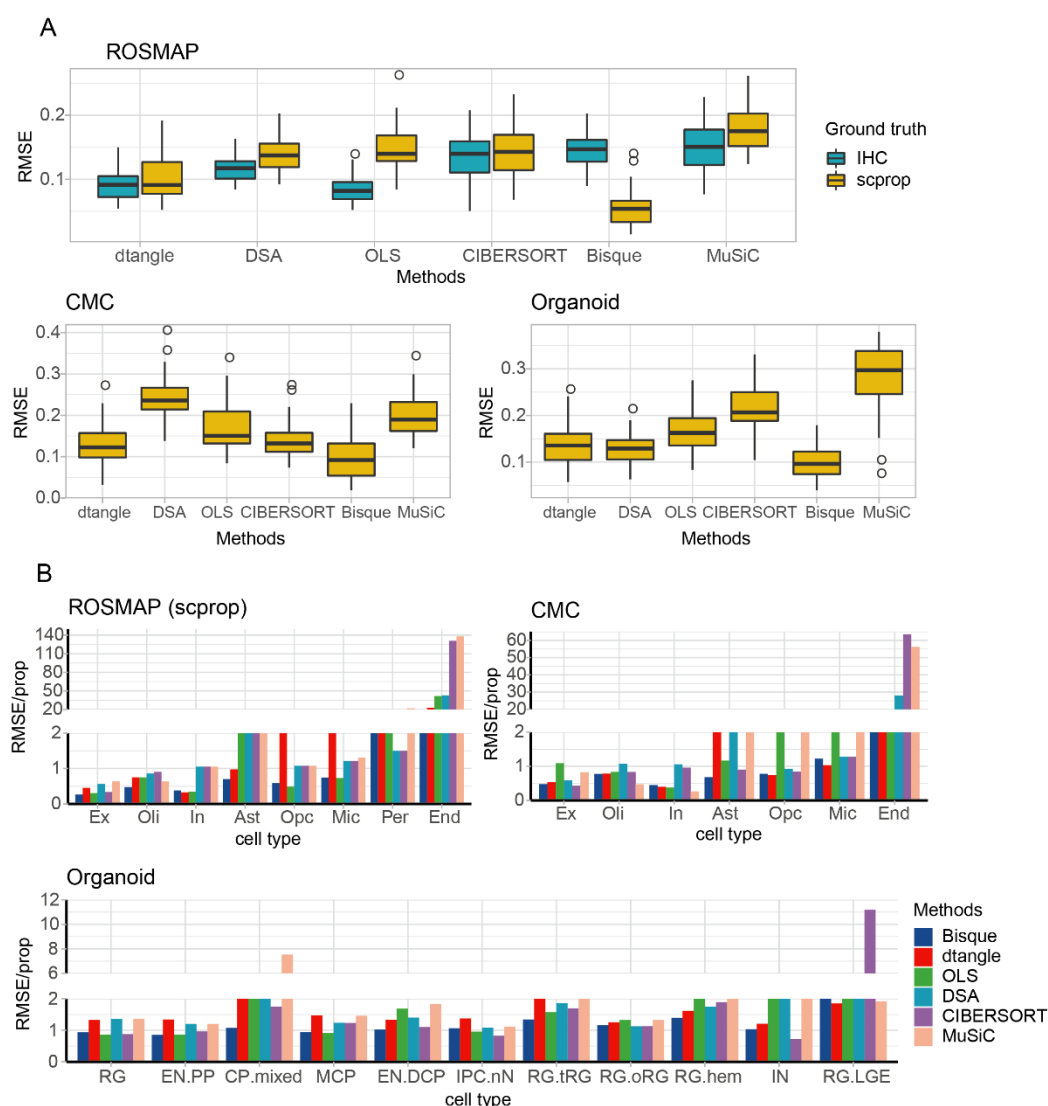 A
ROSMAP
RMSE
0.2
0.1
dtangle DSA OLS CIBERSORT Bisque MuSiC
Methods
Ground truth
IHC
scprop
CMC
RMSE
0.4
0.3
0.2
0.1
0.0
dtangle DSA OLS CIBERSORT Bisque MuSiC
Methods
Organoid
RMSE
0.3
0.2
0.1
dtangle DSA OLS CIBERSORT Bisque MuSiC
Methods
B
ROSMAP (scprop)
RMSE/prop
140
110
80
50
20
2
1
0
Ex Oli In Ast Opc Mic Per End
cell type
CMC
RMSE/prop
60
50
40
30
20
2
1
0
Ex Oli In Ast Opc Mic End
cell type
Organoid
RMSE/prop
12
10
8
6
2
1
0
RG EN.PP CP.mixed MCP EN.DCP IPC.nN RG.tRG RG.oRG RG.hem IN RG.LGE
cell type
Methods
Bisque
dtangle
OLS
DSA
CIBERSORT
MuSiC